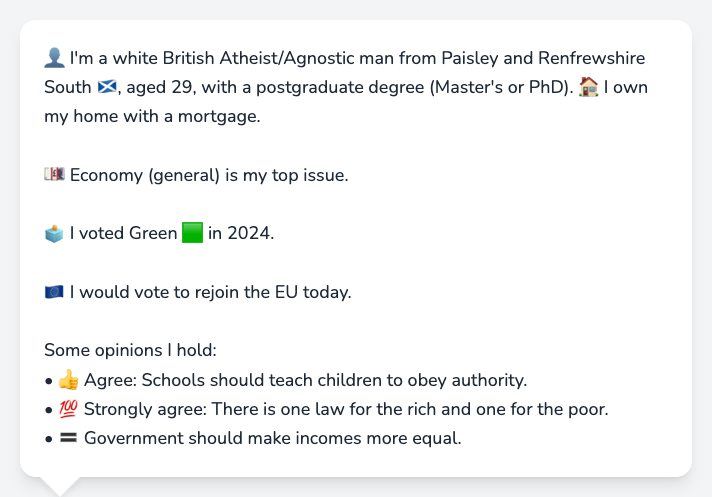 👤 I'm a white British Atheist/Agnostic man from Paisley and Renfrewshire
South 🏴󠁧󠁢󠁳󠁣󠁴󠁿, aged 29, with a postgraduate degree (Master's or PhD). 🏠 I own
my home with a mortgage.
💷 Economy (general) is my top issue.
🗳️ I voted Green 🟩 in 2024.
🇪🇺 I would vote to rejoin the EU today.
Some opinions I hold:
• 👍 Agree: Schools should teach children to obey authority.
• 💯 Strongly agree: There is one law for the rich and one for the poor.
• 🟰 Government should make incomes more equal.